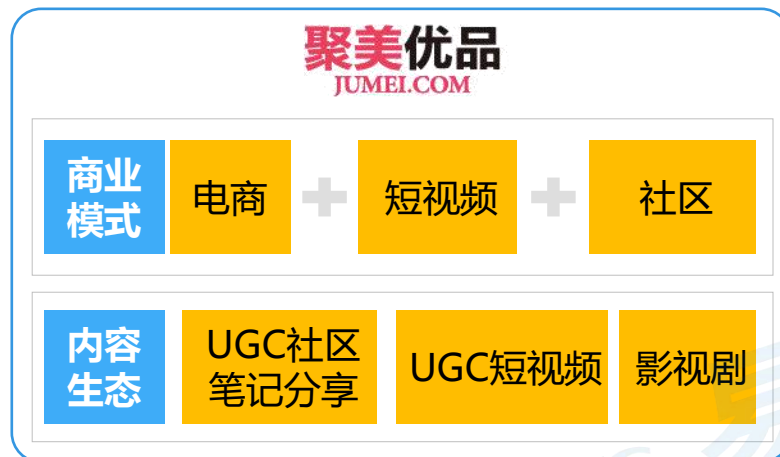 聚美优品
JUMEI.COM
商业
模式
电商
短视频
社区
内容
生态
UGC社区
笔记分享
UGC短视频
影视剧